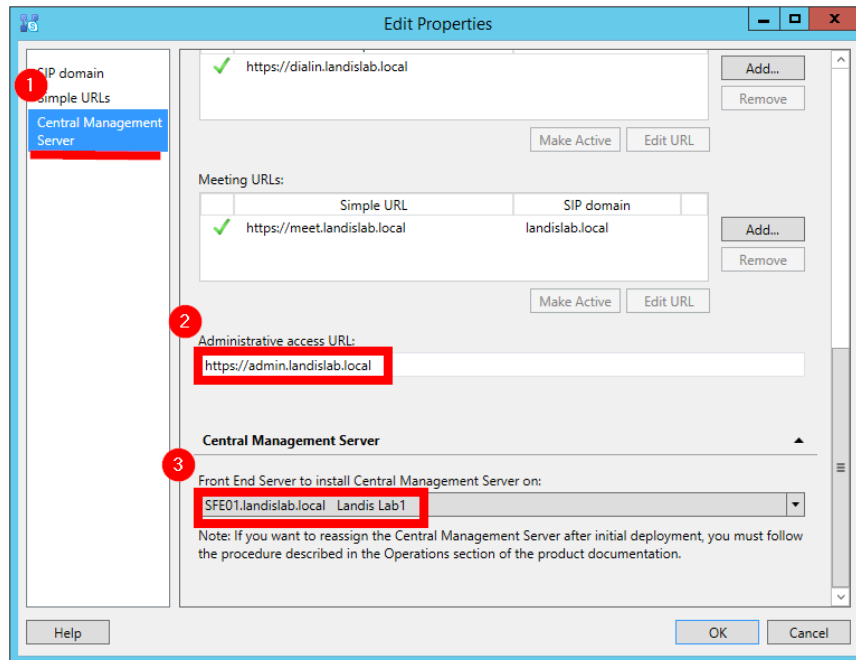 Edit Properties
1
SIP domain
Simple URLs
Central Management
Server
https://dialin.landislab.local
Add...
Remove
Make Active
Edit URL
Meeting URLs:
Simple URL
SIP domain
https://meet.landislab.local
landislab.local
Add...
Remove
Make Active
Edit URL
2
Administrative access URL:
https://admin.landislab.local
Central Management Server
3
Front End Server to install Central Management Server on:
SFE01.landislab.local Landis Lab1
Note: If you want to reassign the Central Management Server after initial deployment, you must follow
the procedure described in the Operations section of the product documentation.
Help
OK
Cancel